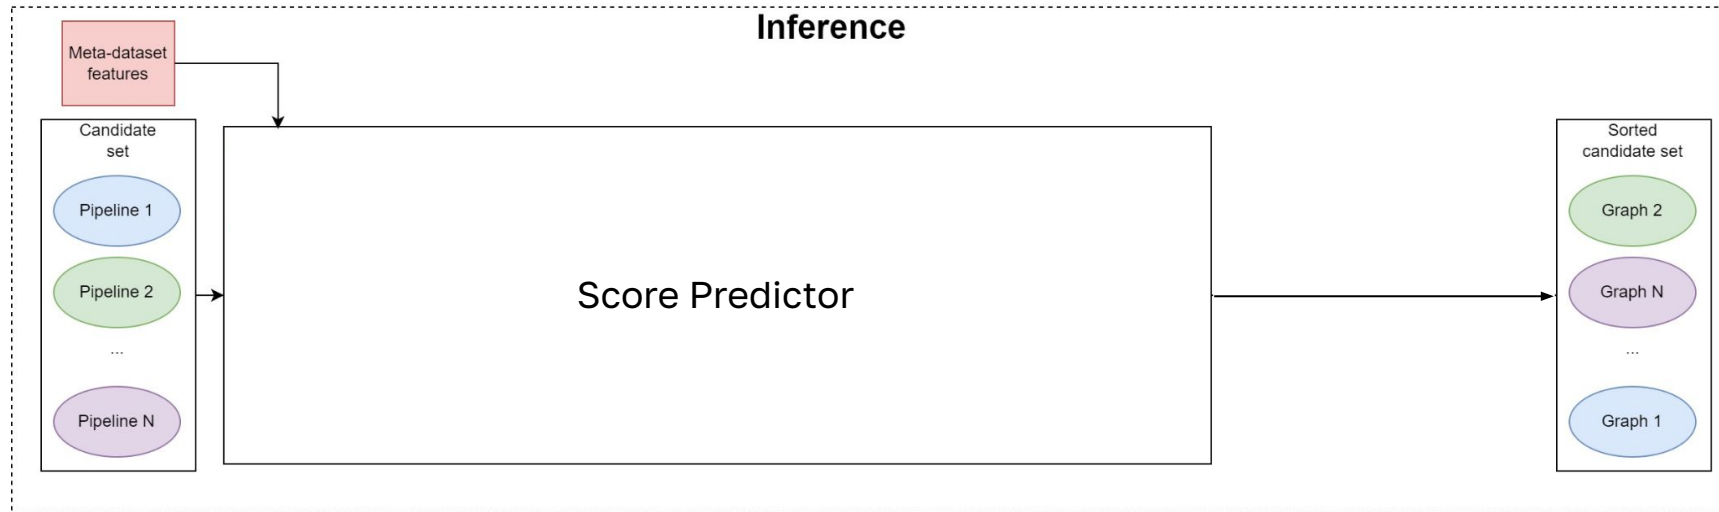 Inference
Meta-dataset
features
Candidate
set
Pipeline 1
Pipeline 2
...
Pipeline N
Score Predictor
Sorted
candidate set
Graph 2
Graph N
...
Graph 1